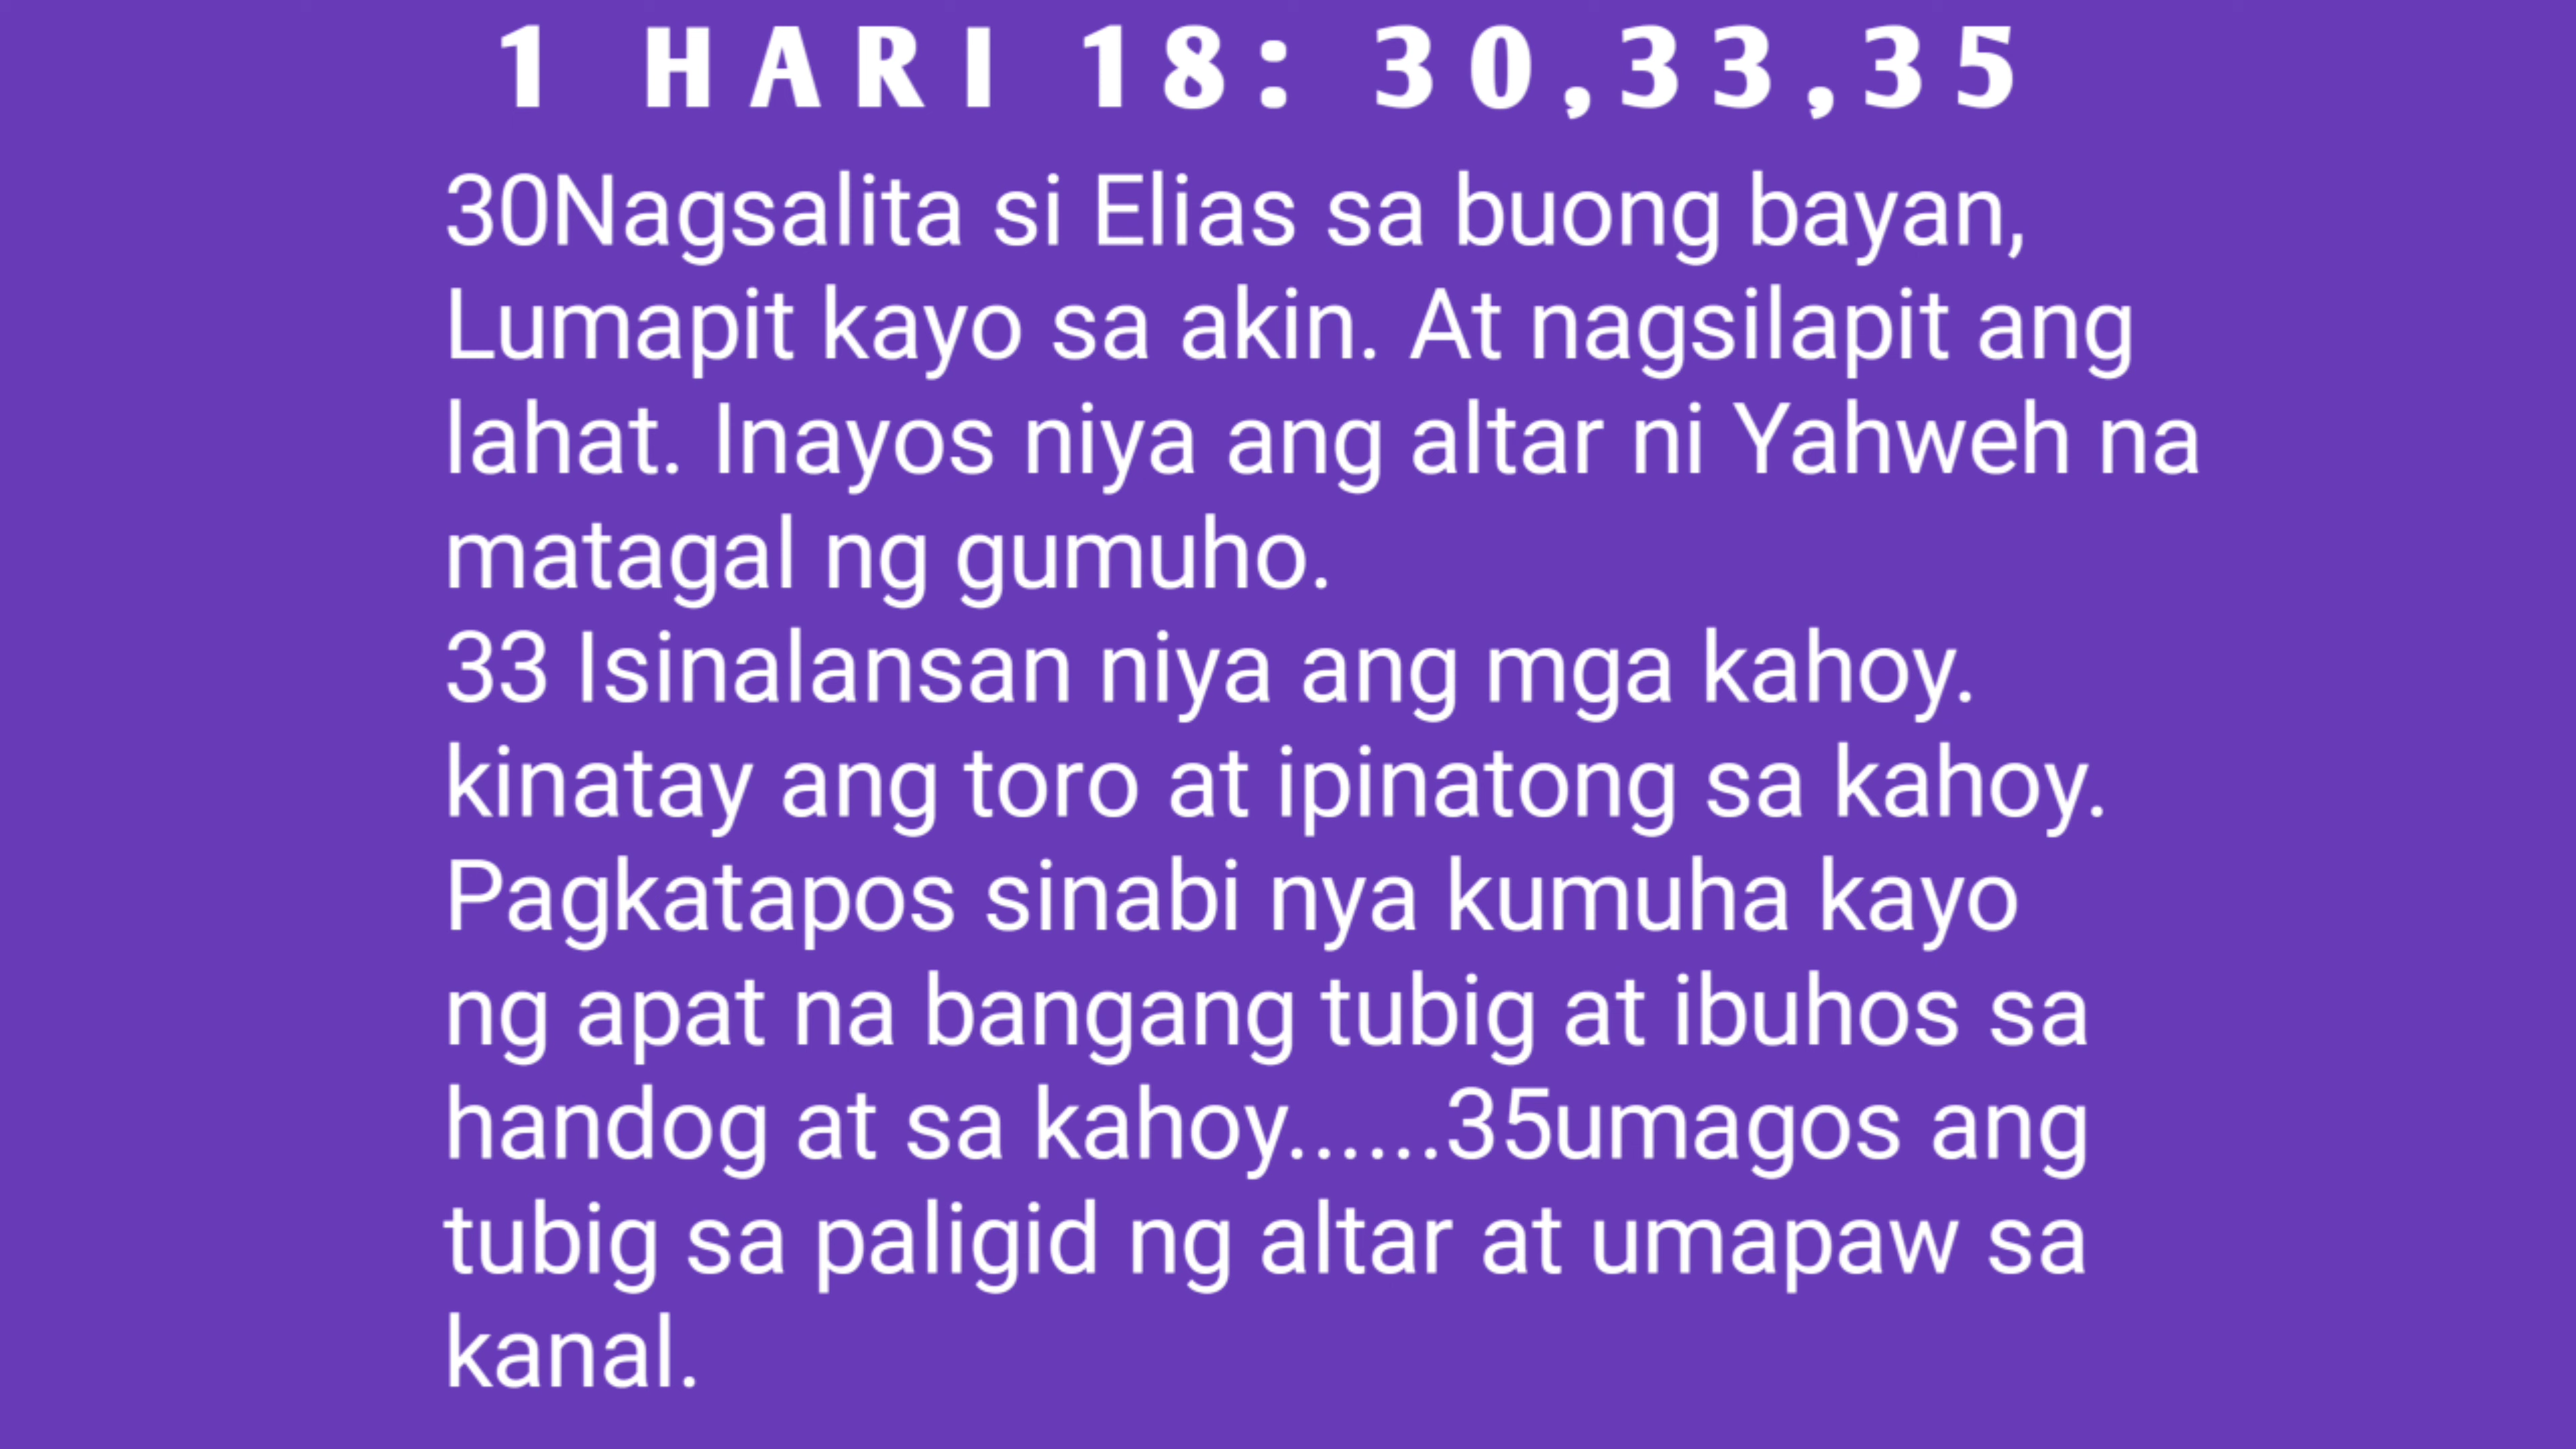 1 HARI 18: 30,33,35
30Nagsalita si Elias sa buong bayan,
Lumapit kayo sa akin. At nagsilapit ang
lahat. Inayos niya ang altar ni Yahweh na
matagal ng gumuho.
33 Isinalansan niya ang mga kahoy.
kinatay ang toro at ipinatong sa kahoy.
Pagkatapos sinabi nya kumuha kayo
ng apat na bangang tubig at ibuhos sa
handog at sa kahoy......35umagos ang
tubig sa paligid ng altar at umapaw sa
kanal.